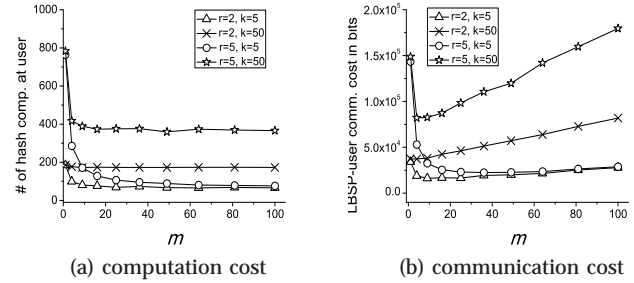 # of hash comp. at user
1000
800
600
400
200
0
0 20 40 60 80 100
m
r=2, k=5
r=2, k=50
r=5, k=5
r=5, k=50
(a) computation cost
LBSP-user comm. cost in bits
2.0x10^5
1.5x10^5
1.0x10^5
5.0x10^4
0.0
0 20 40 60 80 100
m
r=2, k=5
r=2, k=50
r=5, k=5
r=5, k=50
(b) communication cost